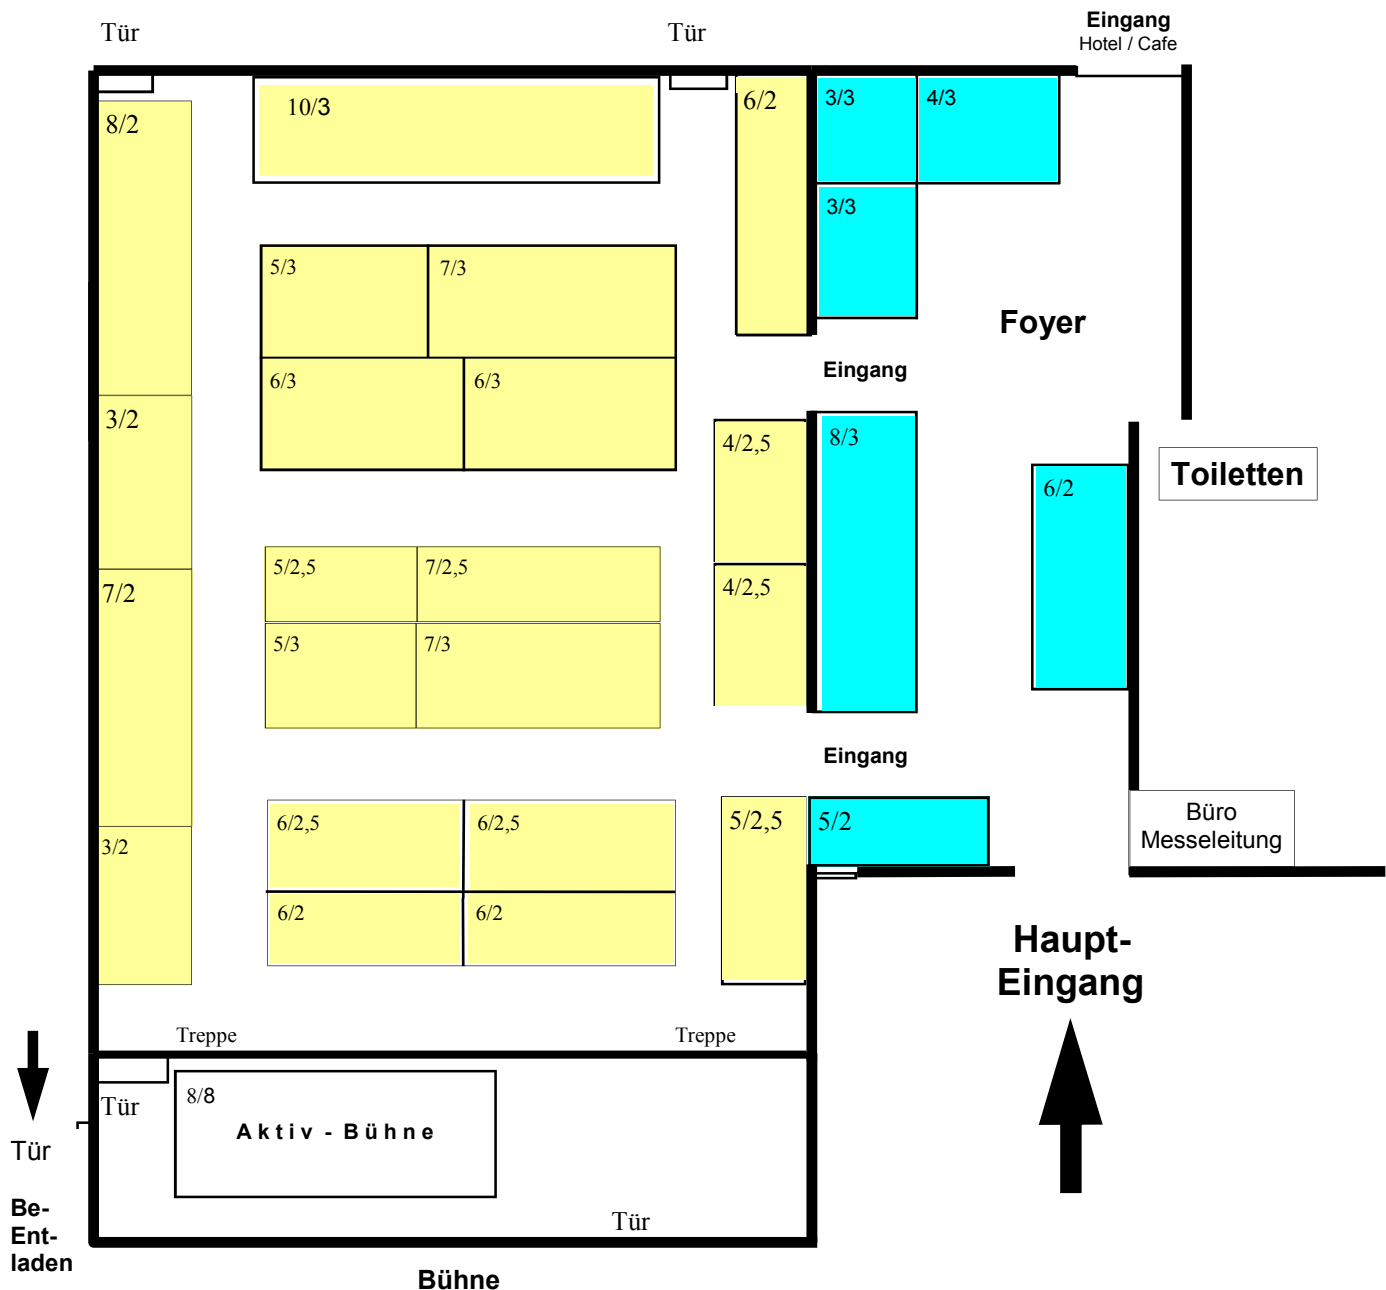 Tür
Tür
Eingang
Hotel / Cafe
8/2
10/3
6/2
3/3
4/3
3/3
5/3
7/3
Foyer
6/3
6/3
Eingang
3/2
4/2,5
8/3
6/2
Toiletten
5/2,5
7/2,5
7/2
4/2,5
5/3
7/3
Eingang
3/2
6/2,5
6/2,5
5/2,5
5/2
Büro
Messeleitung
6/2
6/2
Haupt-
Eingang
Treppe
Treppe
8/8
Aktiv - Bühne
Tür
Tür
Be-
Ent-
laden
Tür
Bühne